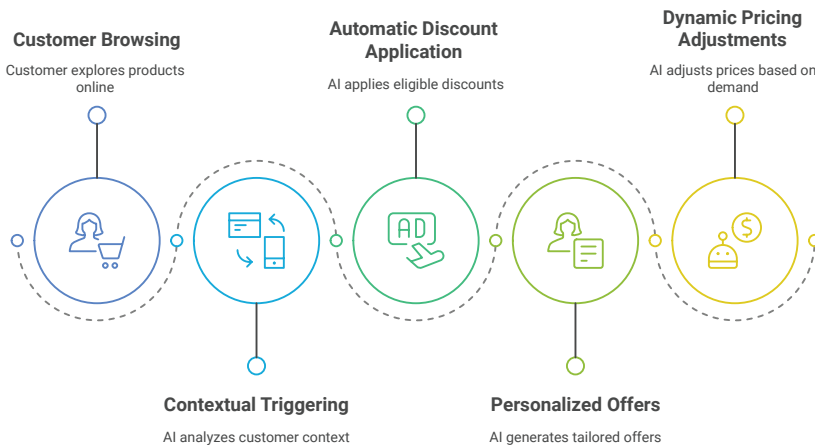 Customer Browsing
Customer explores products
online
Contextual Triggering
AI analyzes customer context
Automatic Discount
Application
AI applies eligible discounts
AD
Personalized Offers
AI generates tailored offers
Dynamic Pricing
Adjustments
AI adjusts prices based on
demand
$